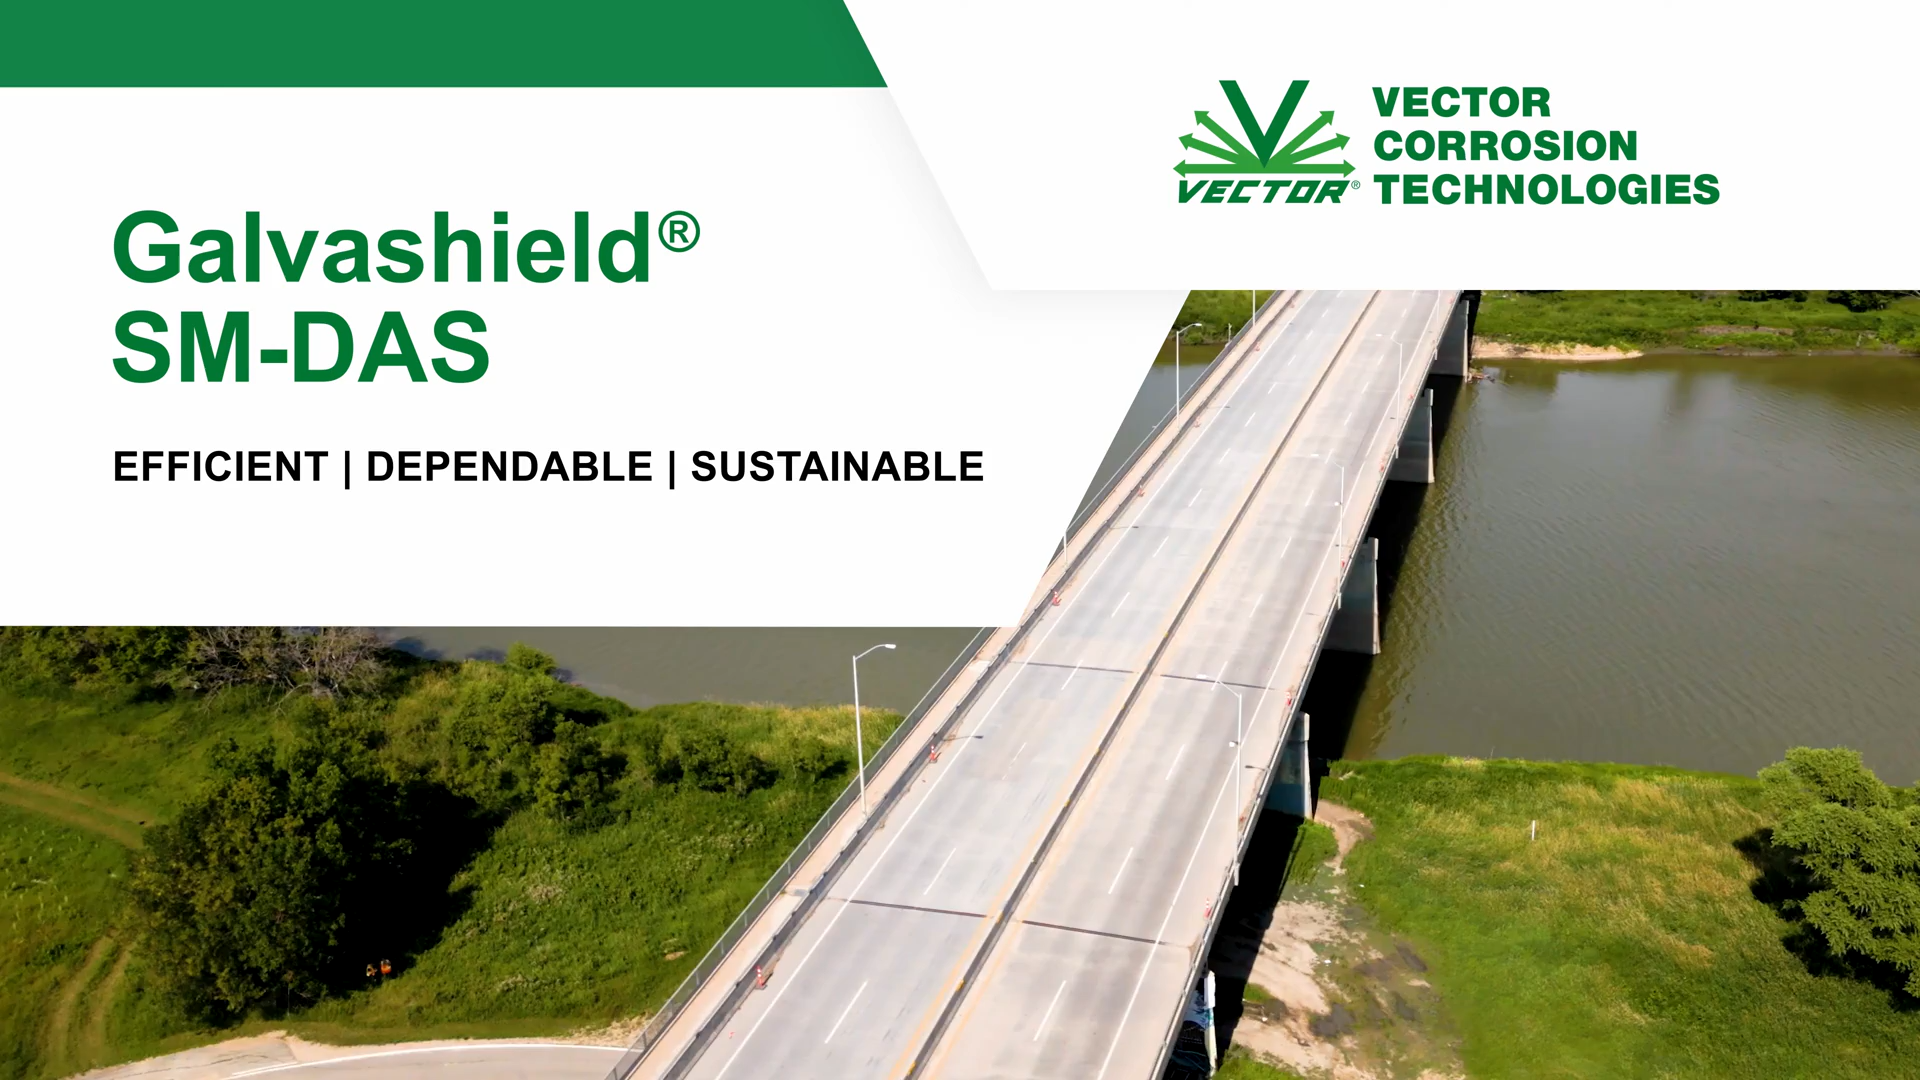 Galvashield®
SM-DAS
EFFICIENT | DEPENDABLE | SUSTAINABLE
VECTOR®
VECTOR
CORROSION
TECHNOLOGIES